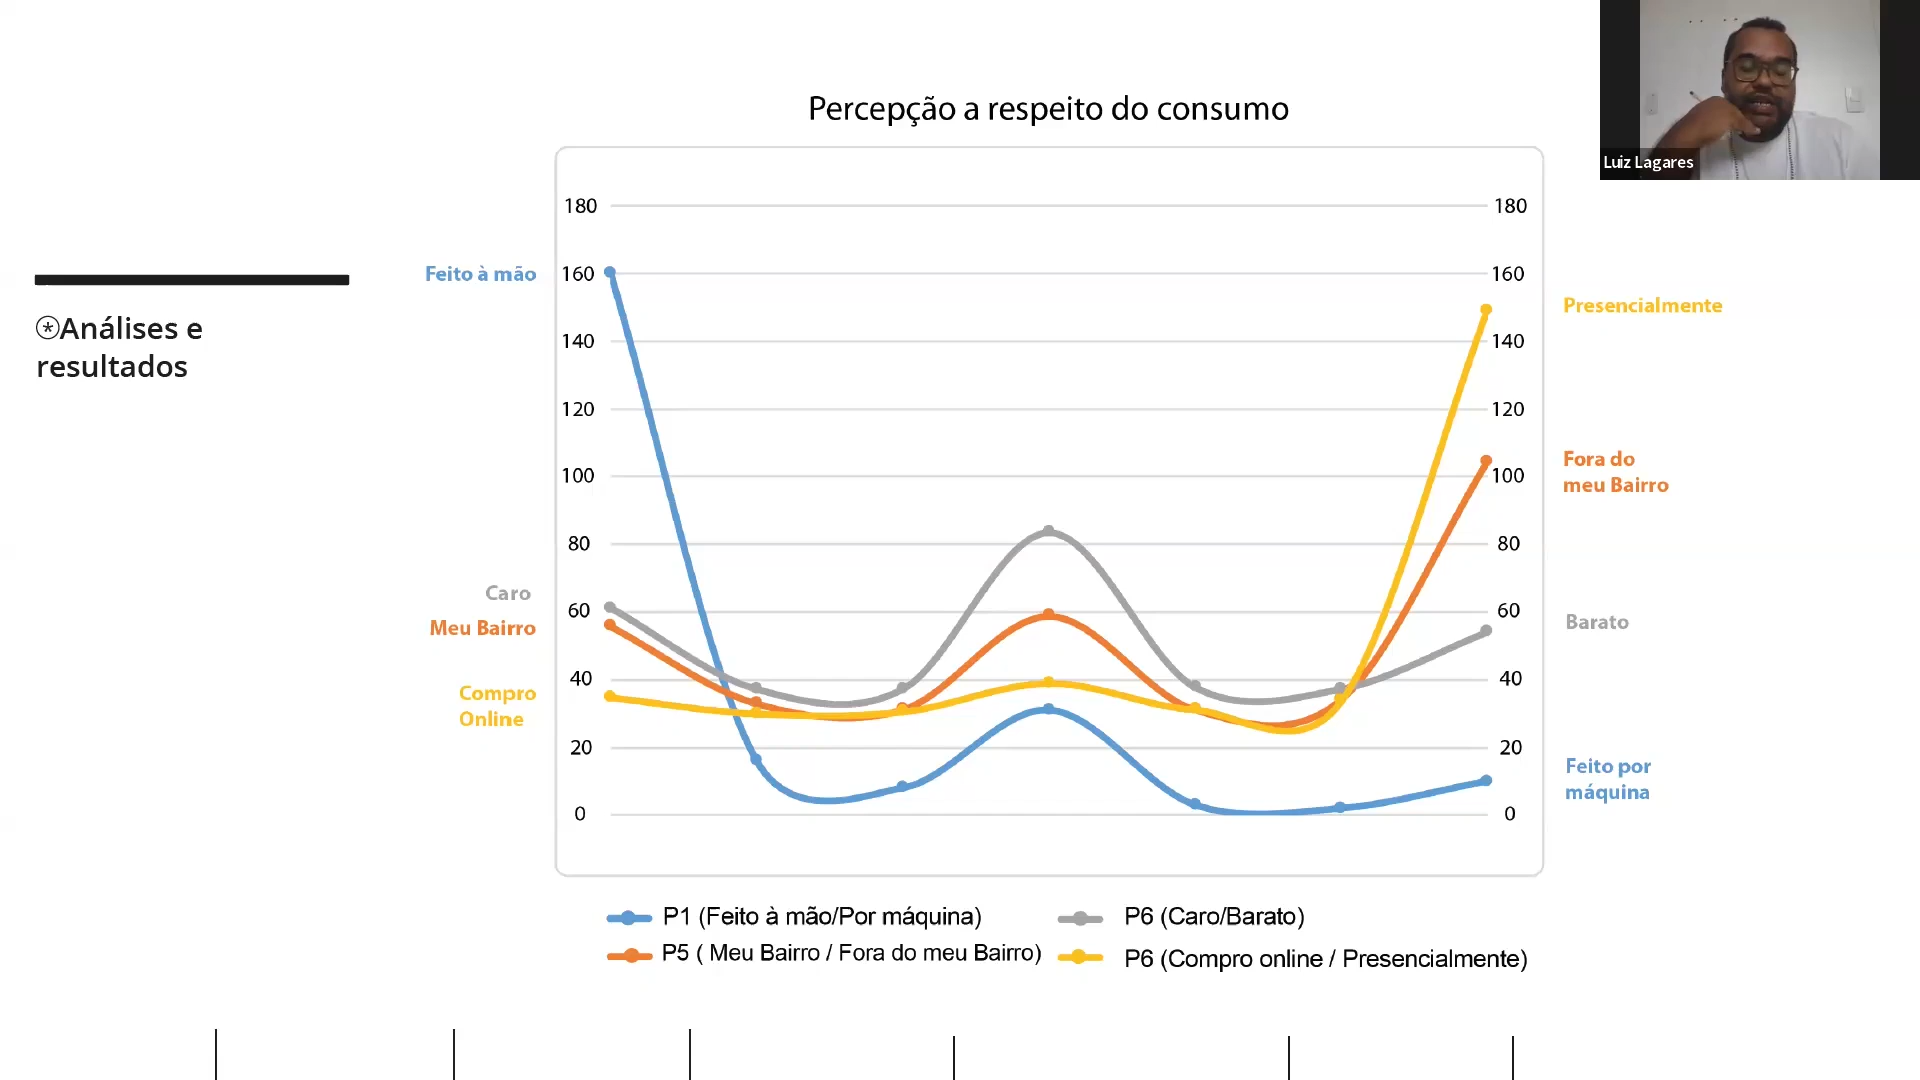 Luiz Lagares
Percepção a respeito do consumo
⊛Análises e
resultados
180
160
140
120
100
80
60
40
20
0
180
160
140
120
100
80
60
40
20
0
Feito à mão
Caro
Meu Bairro
Compro
Online
Presencialmente
Fora do
meu Bairro
Barato
Feito por
máquina
P1 (Feito à mão/Por máquina)
P6 (Caro/Barato)
P5 ( Meu Bairro / Fora do meu Bairro)
P6 (Compro online / Presencialmente)